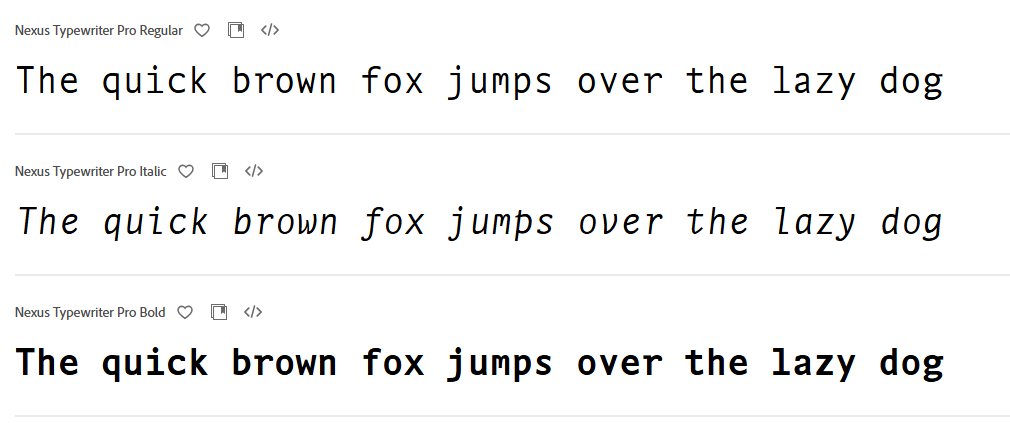 Nexus Typewriter Pro Regular
The quick brown fox jumps over the lazy dog
Nexus Typewriter Pro Italic
The quick brown fox jumps over the lazy dog
Nexus Typewriter Pro Bold
The quick brown fox jumps over the lazy dog